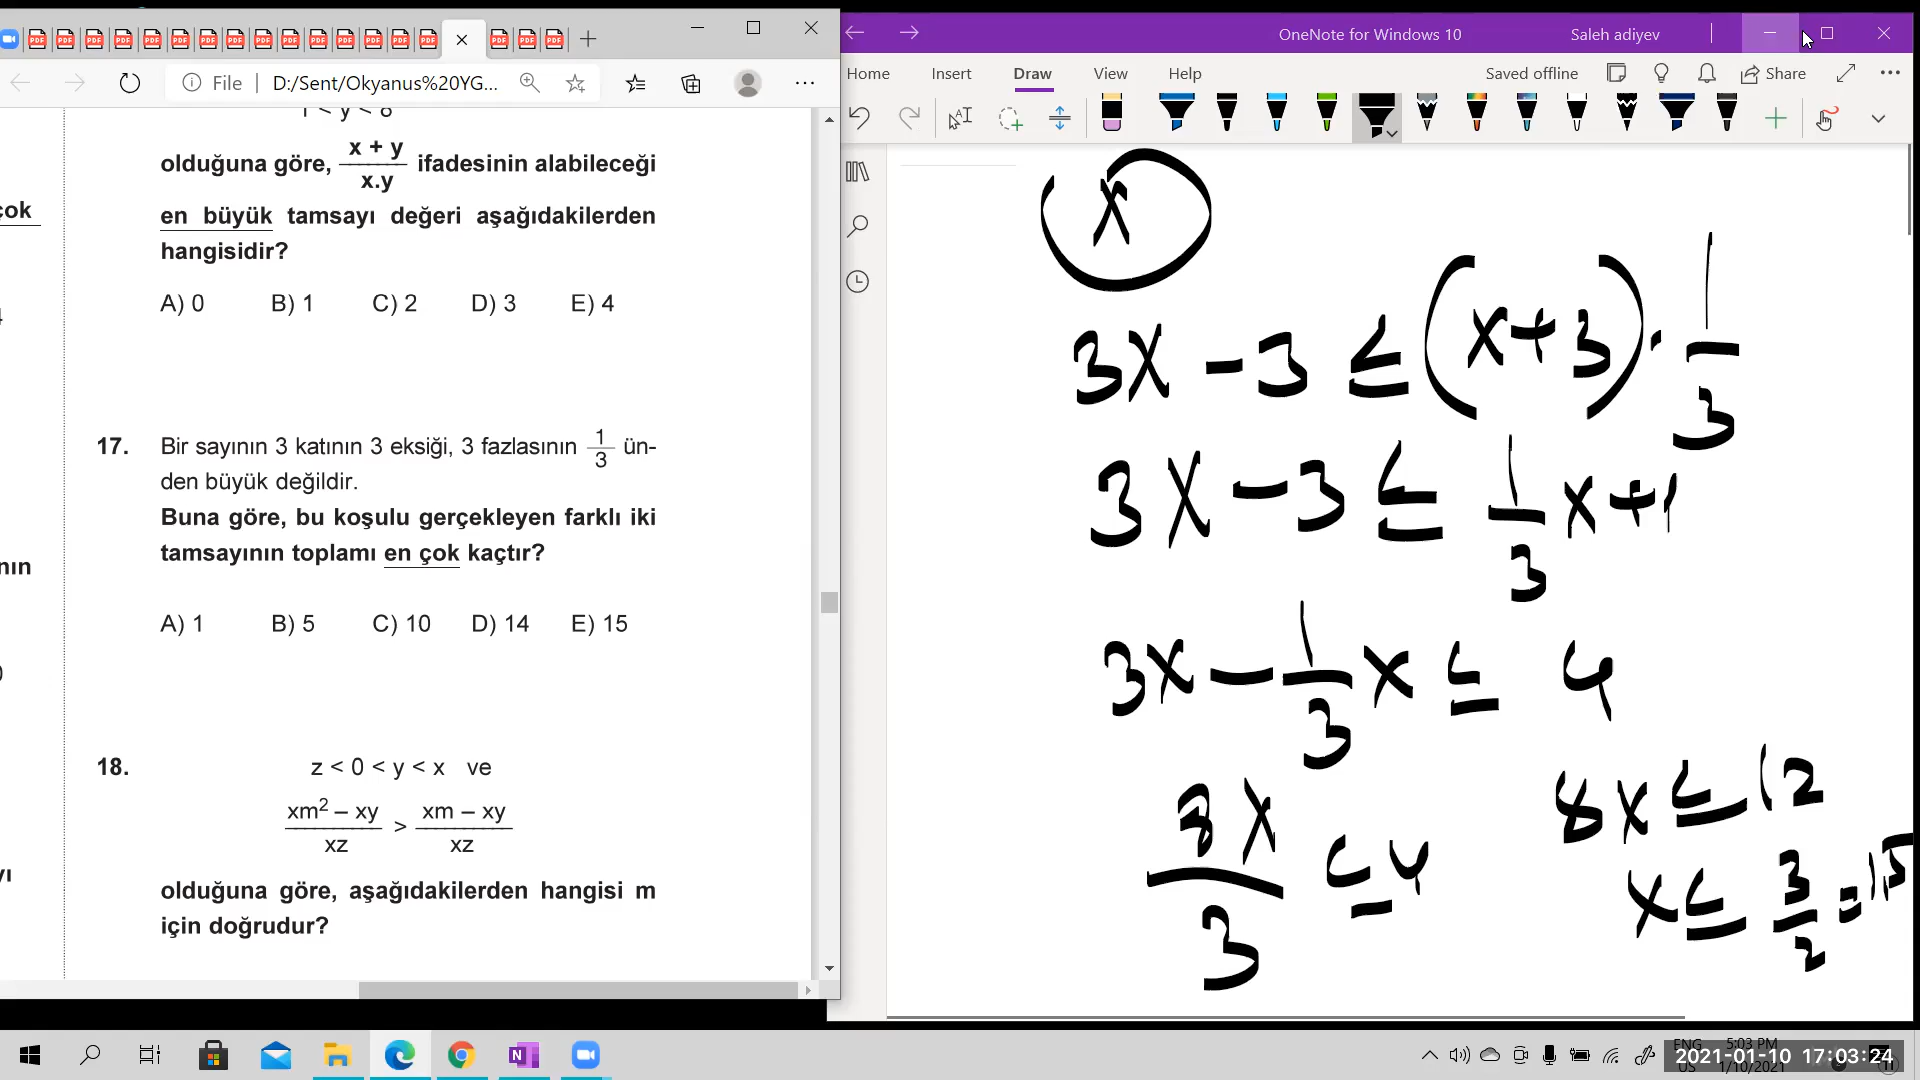 File
D:/Sent/Okyanus%20YG...
çok
nın
1 < y < 8
olduğuna göre, x + y / x.y ifadesinin alabileceği
en büyük tamsayı değeri aşağıdakilerden
hangisidir?
A) 0 B) 1 C) 2 D) 3 E) 4
17. Bir sayının 3 katının 3 eksiği, 3 fazlasının 1/3 ün-
den büyük değildir.
Buna göre, bu koşulu gerçekleyen farklı iki
tamsayının toplamı en çok kaçtır?
A) 1 B) 5 C) 10 D) 14 E) 15
18. z < 0 < y < x ve
xm² – xy / xz > xm – xy / xz
olduğuna göre, aşağıdakilerden hangisi m
için doğrudur?
OneNote for Windows 10
Saleh adiyev
Home Insert Draw View Help
Saved offline
Share
x
3x - 3 ≤ (x+3) · 1/3
3x - 3 ≤ 1/3 x + 1
3x - 1/3 x ≤ 4
8x/3 ≤ 4
8x ≤ 12
x ≤ 3/2 = 1,5
ENG
US
5:03 PM
1/10/2021
2021-01-10 17:03:24